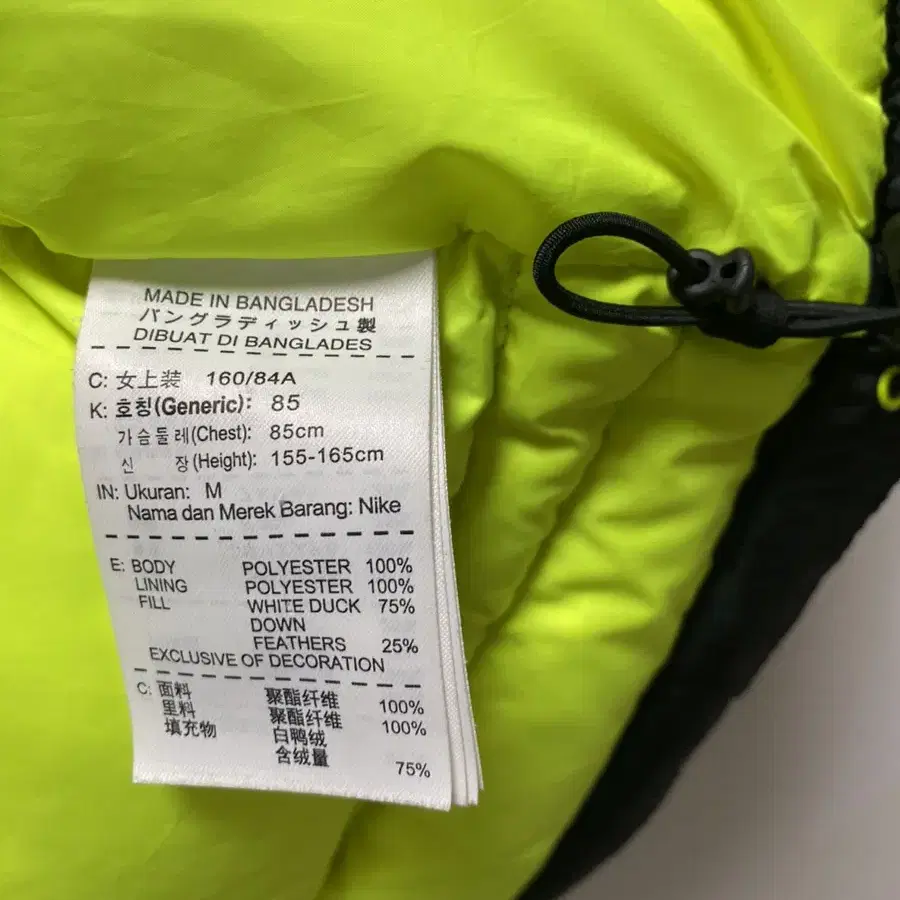 MADE IN BANGLADESH
バングラディッシュ製
DIBUAT DI BANGLADES
C: 女上装 160/84A
K: 호칭(Generic): 85
가슴둘레(Chest): 85cm
신 장(Height): 155-165cm
IN: Ukuran: M
Nama dan Merek Barang: Nike
E: BODY POLYESTER 100%
LINING POLYESTER 100%
FILL WHITE DUCK 75%
DOWN
FEATHERS 25%
EXCLUSIVE OF DECORATION
C: 面料 聚酯纤维 100%
里料 聚酯纤维 100%
填充物 白鸭绒
含绒量 75%